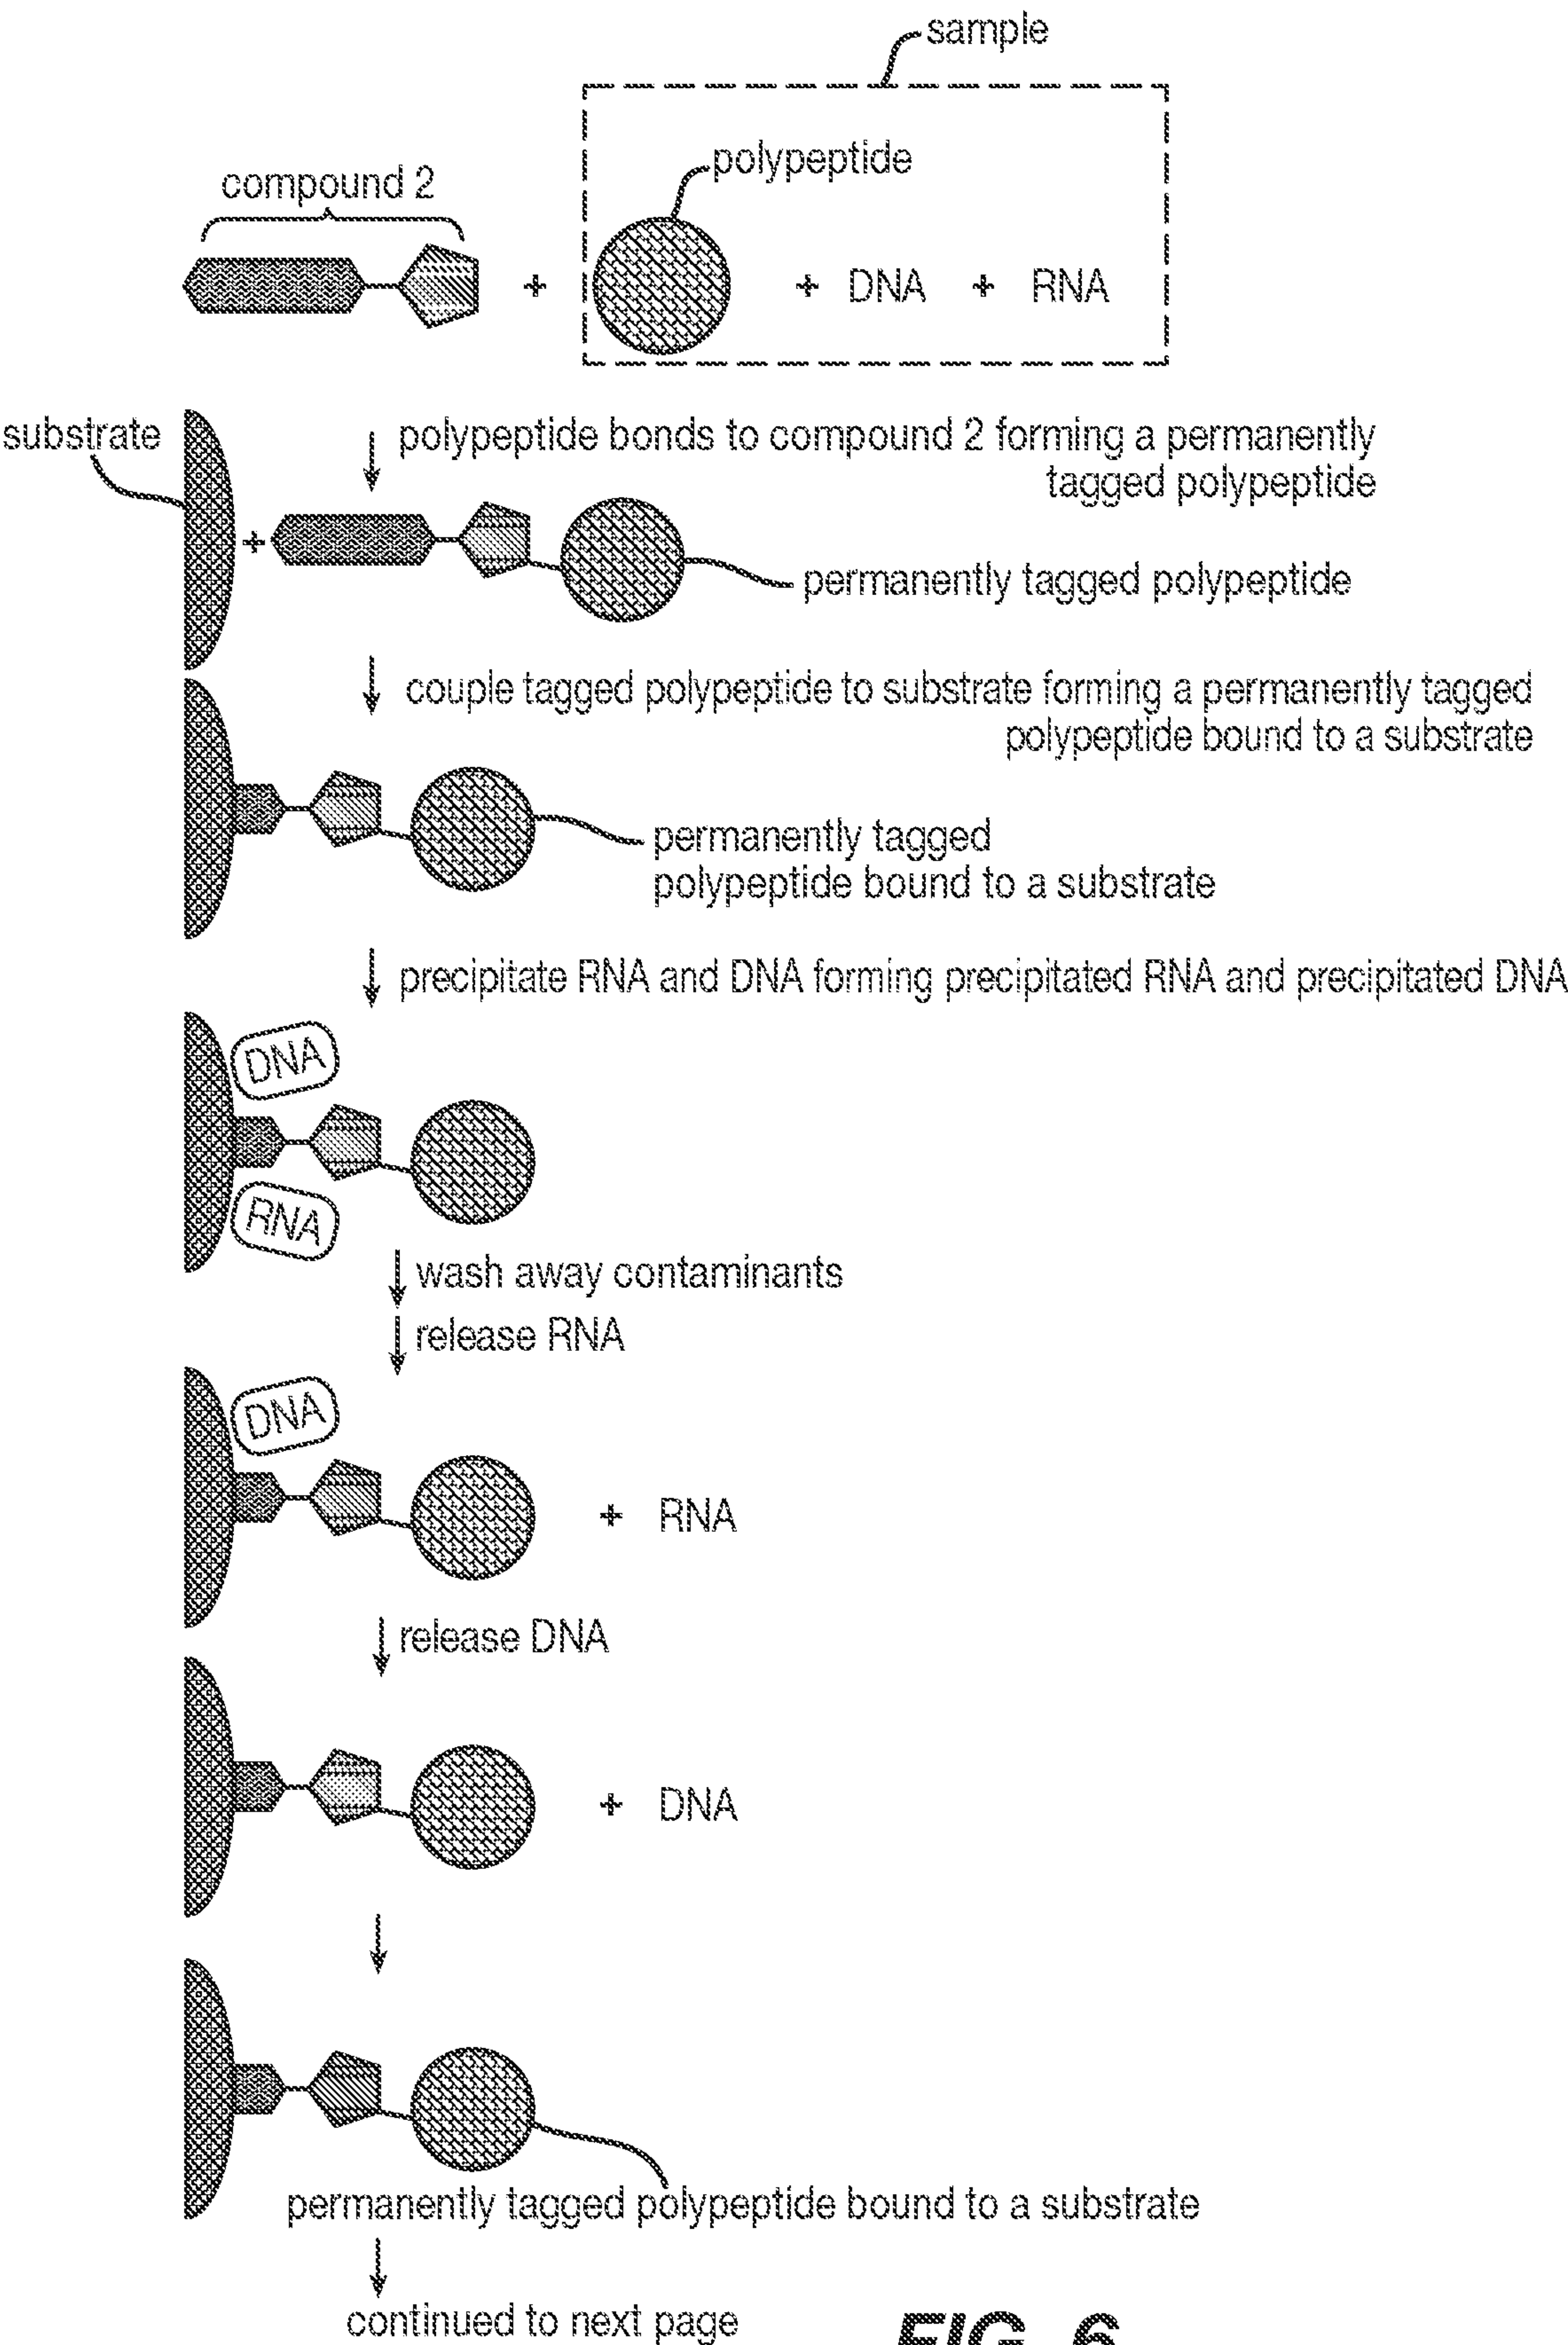 sample
polypeptide
compound 2
+
+ DNA + RNA
substrate
polypeptide bonds to compound 2 forming a permanently
tagged polypeptide
+
permanently tagged polypeptide
couple tagged polypeptide to substrate forming a permanently tagged
polypeptide bound to a substrate
permanently tagged
polypeptide bound to a substrate
precipitate RNA and DNA forming precipitated RNA and precipitated DNA
DNA
RNA
wash away contaminants
release RNA
DNA
+ RNA
release DNA
+ DNA
permanently tagged polypeptide bound to a substrate
continued to next page
FIG. 6